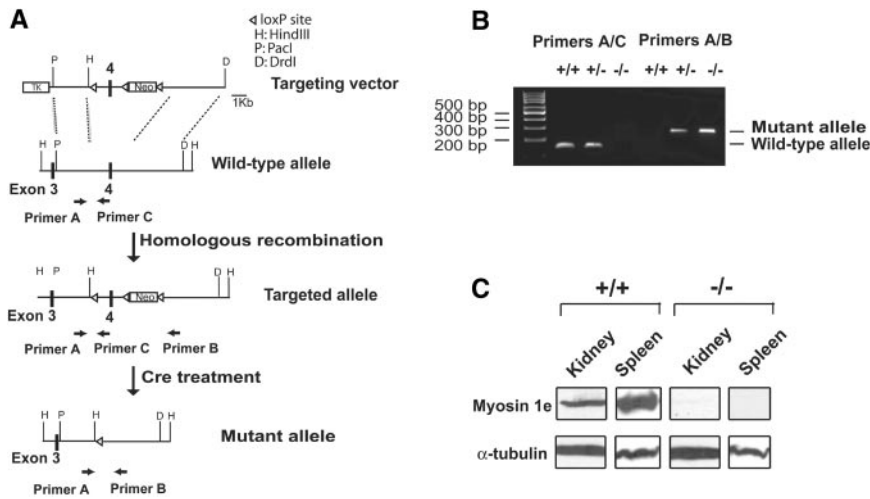 A
loxP site
H: HindIII
P: PacI
D: DrdI
P H 4 D
TK Neo
Targeting vector
1Kb
H P D H
Wild-type allele
Exon 3 4
Primer A Primer C
Homologous recombination
H P H D H
Neo
Targeted allele
Exon 3 4
Primer A Primer C Primer B
Cre treatment
H P H D H
Mutant allele
Exon 3
Primer A Primer B
B
Primers A/C Primers A/B
+/+ +/- -/- +/+ +/- -/-
500 bp
400 bp
300 bp
200 bp
Mutant allele
Wild-type allele
C
+/+ -/-
Kidney Spleen Kidney Spleen
Myosin 1e
α-tubulin